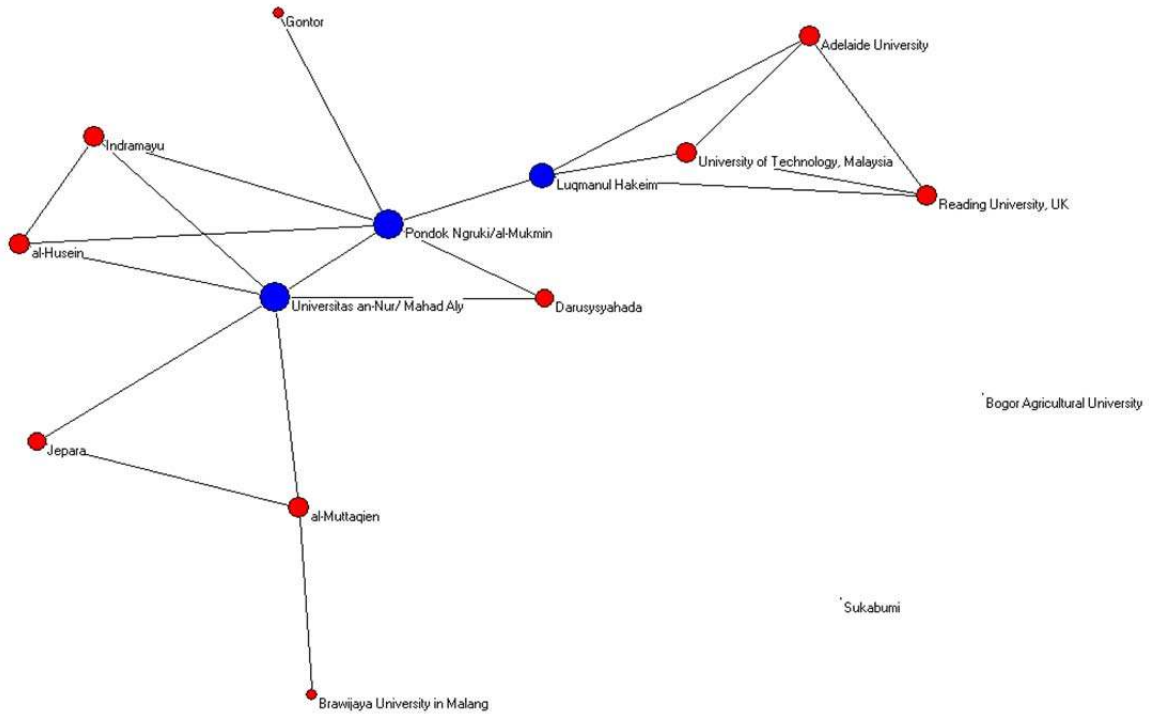 Gontor
Adelaide University
Indramayu
University of Technology, Malaysia
Luqmanul Hakeim
Reading University, UK
Pondok Ngruki/al-Mukmin
al-Husein
Universitas an-Nur/ Mahad Aly
Darusysyahada
Bogor Agricultural University
Jepara
al-Muttaqien
Sukabumi
Brawijaya University in Malang